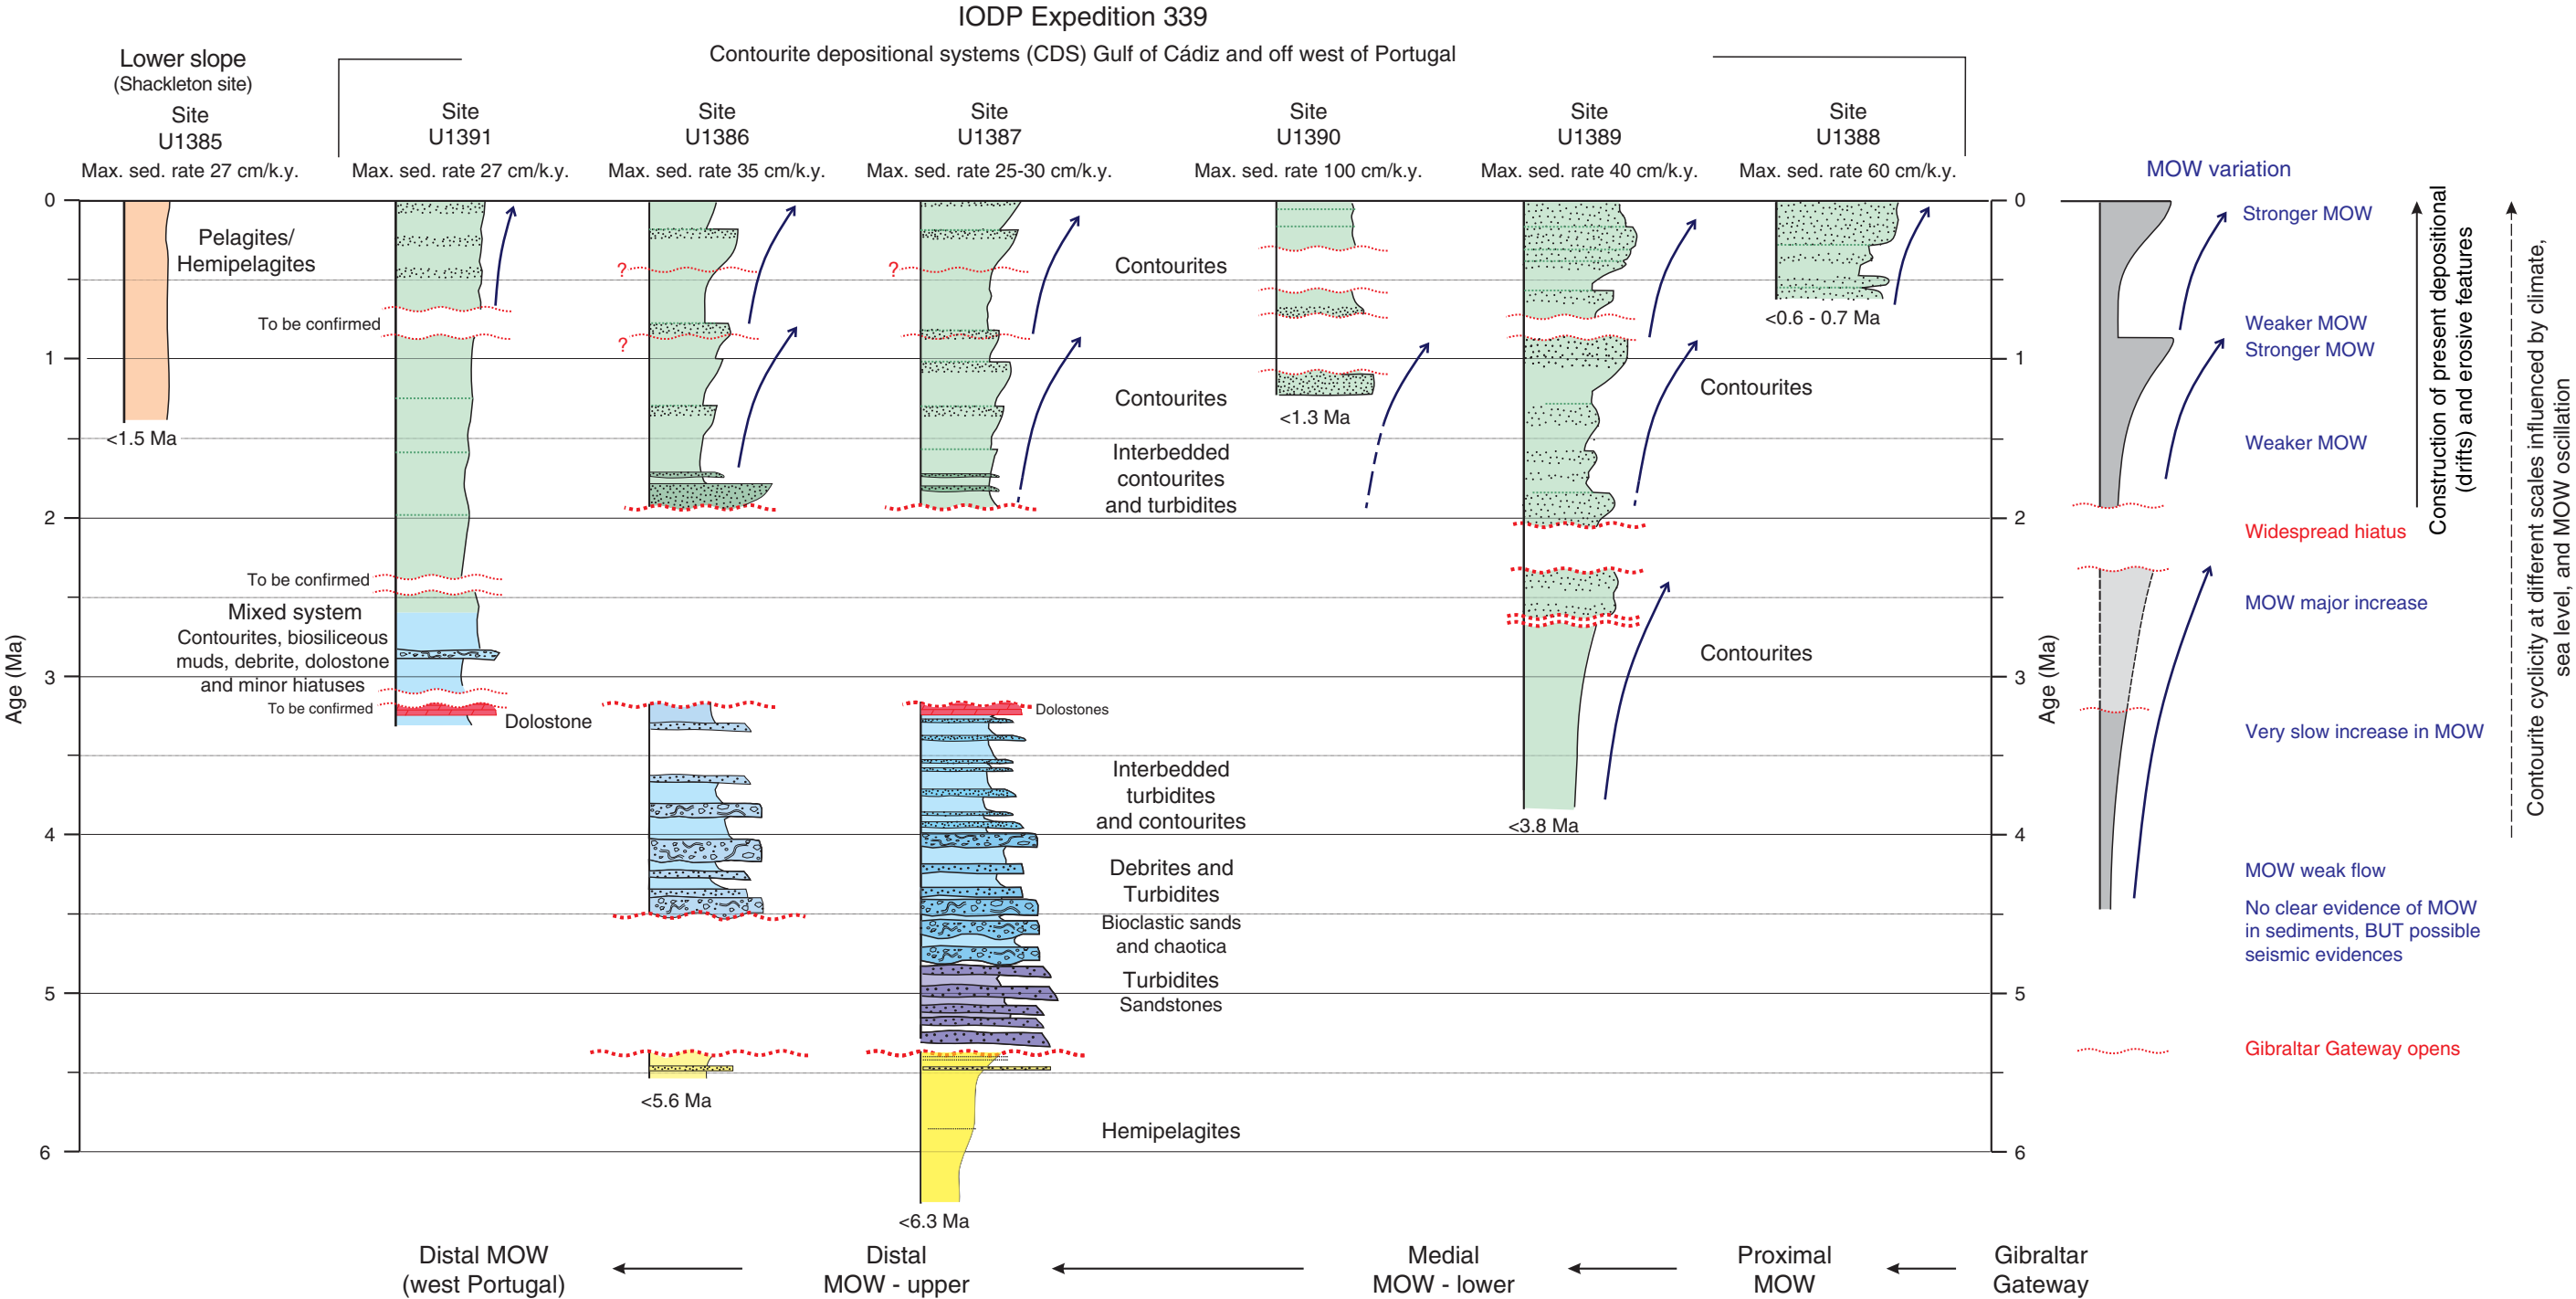 IODP Expedition 339
Contourite depositional systems (CDS) Gulf of Cádiz and off west of Portugal
Lower slope
(Shackleton site)
Site
U1385
Max. sed. rate 27 cm/k.y.
Site
U1391
Max. sed. rate 27 cm/k.y.
Site
U1386
Max. sed. rate 35 cm/k.y.
Site
U1387
Max. sed. rate 25-30 cm/k.y.
Site
U1390
Max. sed. rate 100 cm/k.y.
Site
U1389
Max. sed. rate 40 cm/k.y.
Site
U1388
Max. sed. rate 60 cm/k.y.
MOW variation
Age (Ma)
0
1
2
3
4
5
6
Pelagites/
Hemipelagites
<1.5 Ma
To be confirmed
To be confirmed
Mixed system
Contourites, biosiliceous
muds, debrite, dolostone
and minor hiatuses
To be confirmed
Dolostone
?
?
<5.6 Ma
?
Dolostones
<6.3 Ma
Contourites
Contourites
Interbedded
contourites
and turbidites
Interbedded
turbidites
and contourites
Debrites and
Turbidites
Bioclastic sands
and chaotica
Turbidites
Sandstones
Hemipelagites
<1.3 Ma
<3.8 Ma
Contourites
Contourites
<0.6 - 0.7 Ma
0
1
2
3
4
5
6
Age (Ma)
Stronger MOW
Weaker MOW
Stronger MOW
Weaker MOW
Widespread hiatus
MOW major increase
Very slow increase in MOW
MOW weak flow
No clear evidence of MOW
in sediments, BUT possible
seismic evidences
Gibraltar Gateway opens
Construction of present depositional
(drifts) and erosive features
Contourite cyclicity at different scales influenced by climate,
sea level, and MOW oscillation
Distal MOW
(west Portugal)
Distal
MOW - upper
Medial
MOW - lower
Proximal
MOW
Gibraltar
Gateway